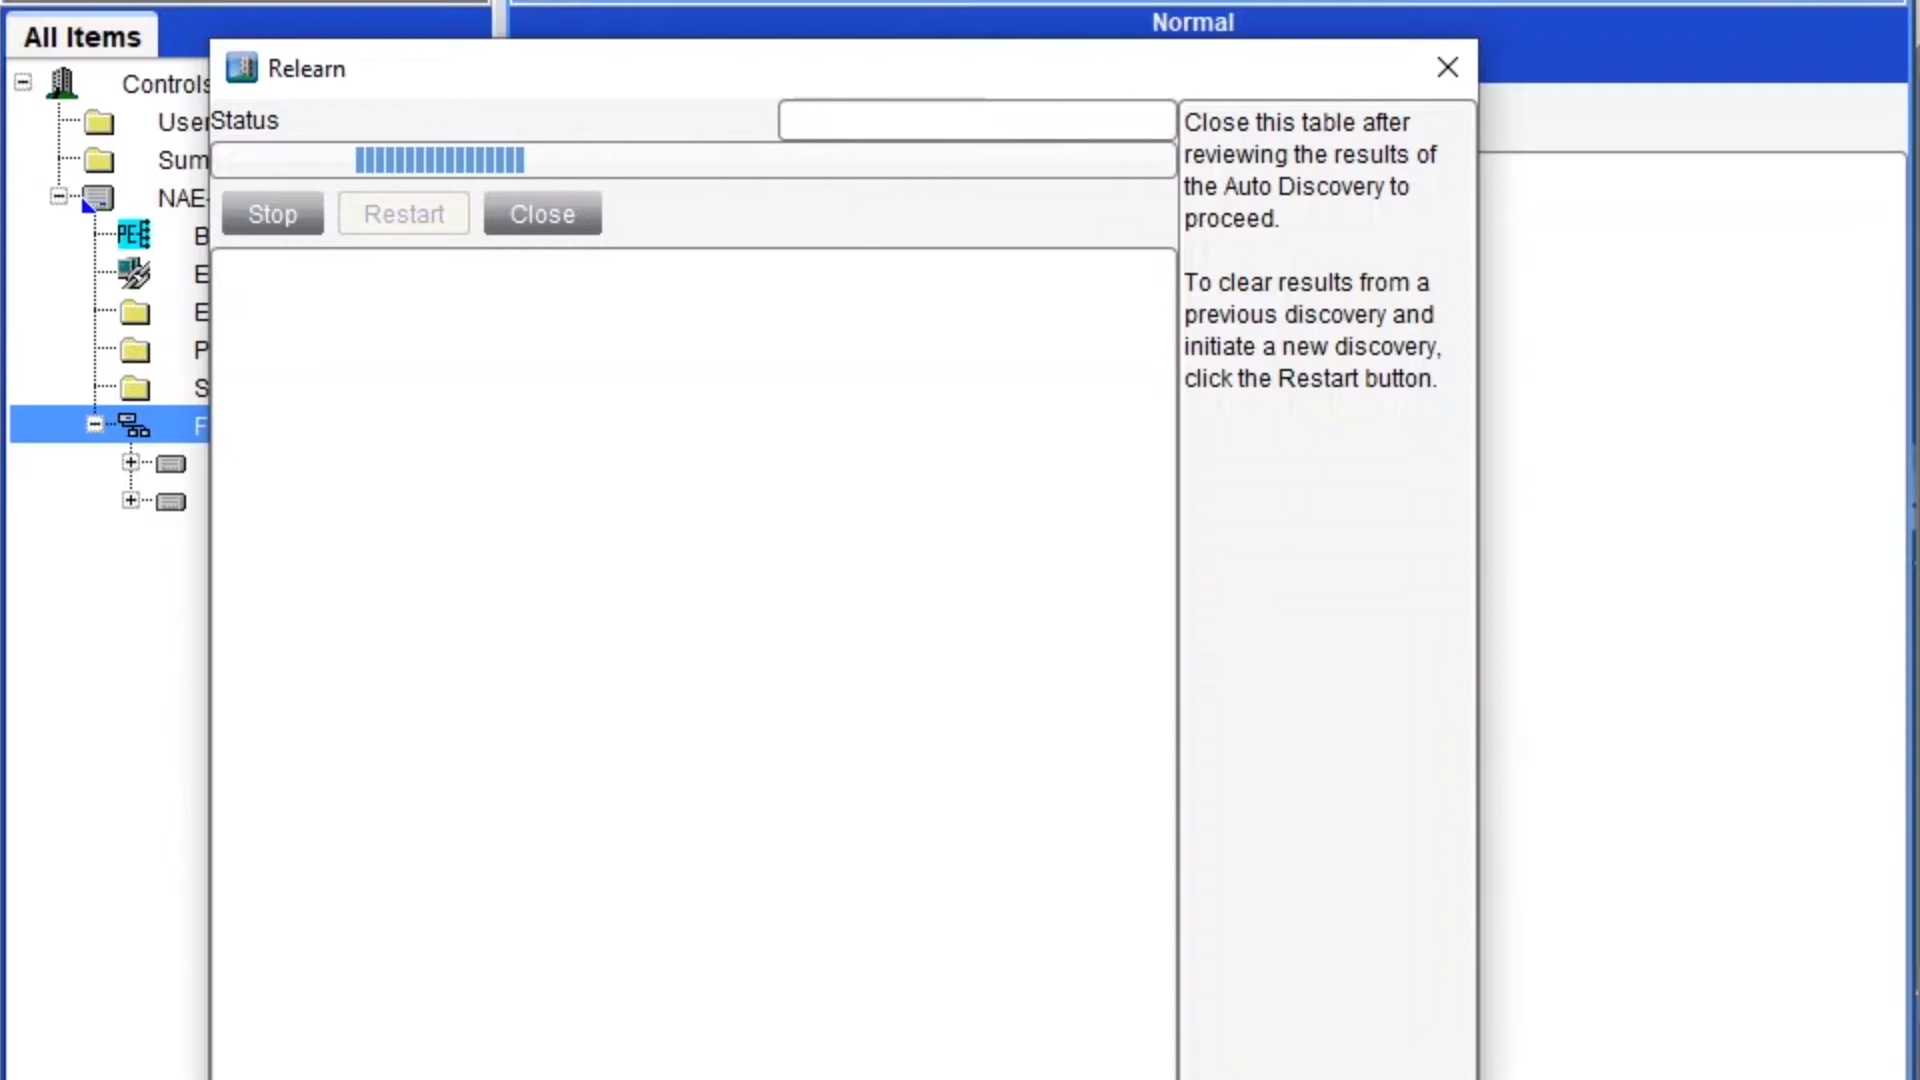 Normal
All Items
Relearn
Controls
User
Status
Close this table after
reviewing the results of
the Auto Discovery to
proceed.
Sum
NAE-
Stop
Restart
Close
PE
B
E
To clear results from a
previous discovery and
initiate a new discovery,
click the Restart button.
E
P
S
F